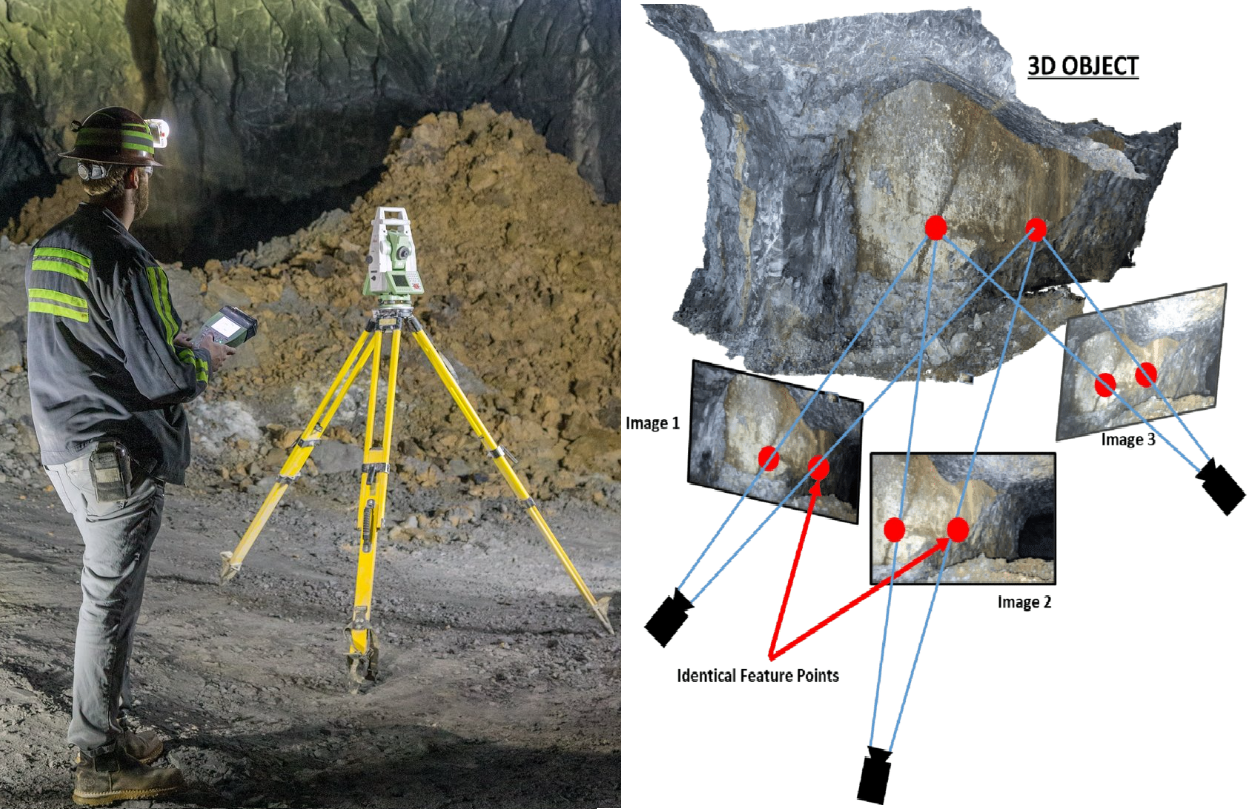 3D OBJECT
Image 1
Image 3
Image 2
Identical Feature Points